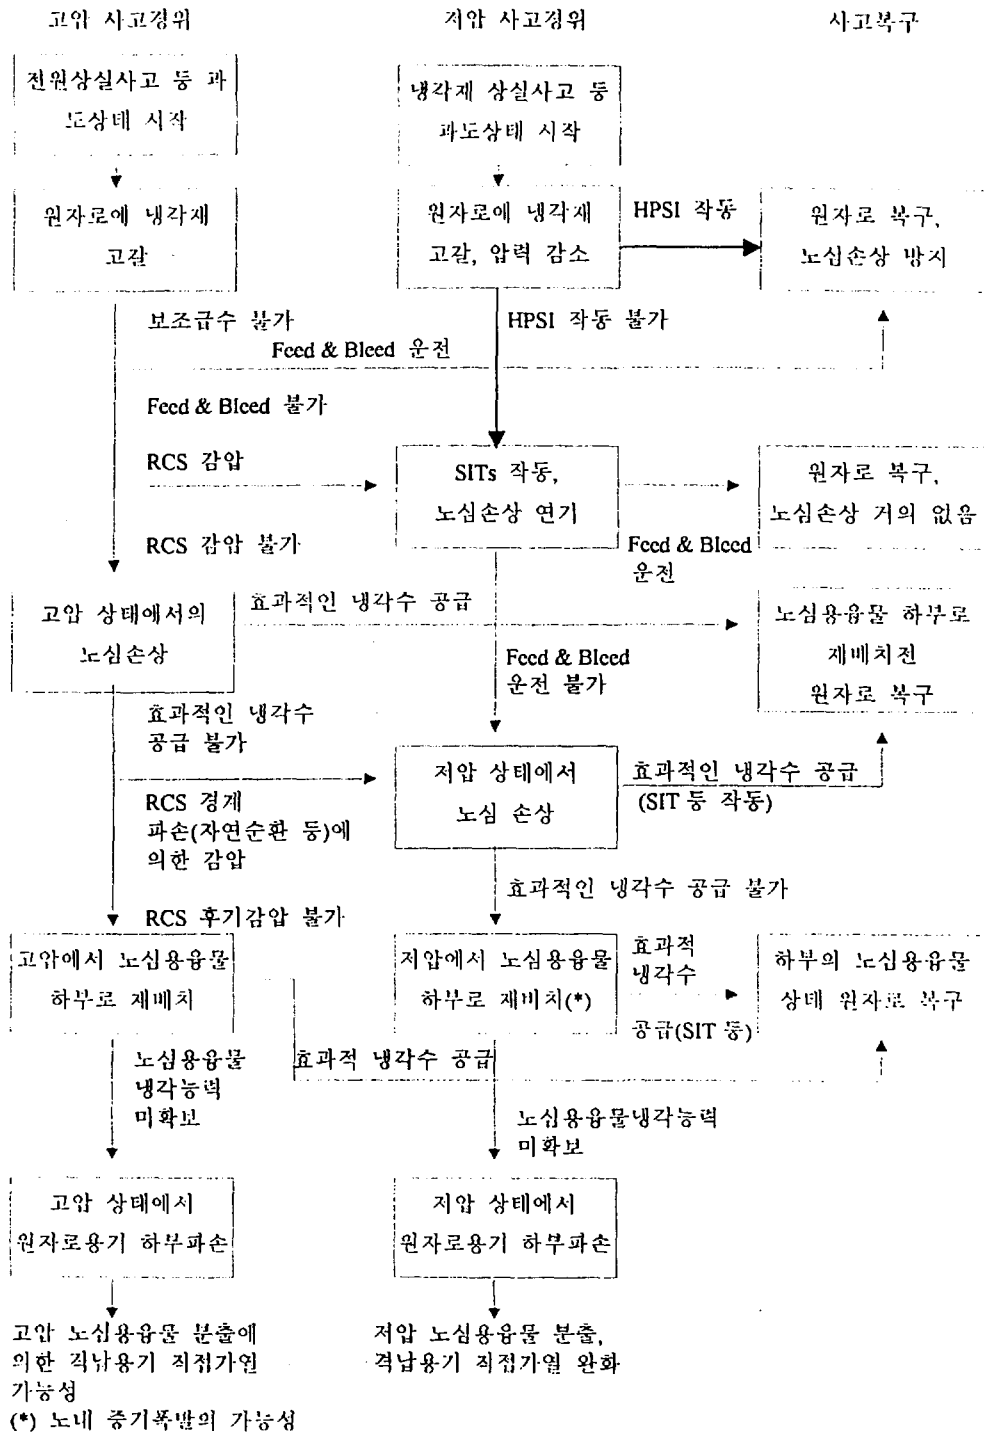 고압 사고경위
저압 사고경위
사고복구
전원상실사고 등 과
도상태 시작
냉각제 상실사고 등
과도상태 시작
원자로에 냉각재
고갈
원자로에 냉각재
고갈, 압력 감소
HPSI 작동
원자로 복구,
노심손상 방지
보조급수 불가
HPSI 작동 불가
Feed & Bleed 운전
Feed & Bleed 불가
RCS 감압
SITs 작동,
노심손상 연기
원자로 복구,
노심손상 거의 없음
RCS 감압 불가
Feed & Bleed
운전
고압 상태에서의
노심손상
효과적인 냉각수 공급
노심용융물 하부로
재배치전
원자로 복구
Feed & Bleed
운전 불가
효과적인 냉각수
공급 불가
저압 상태에서
노심 손상
효과적인 냉각수 공급
(SIT 등 작동)
RCS 경계
파손(자연순환 등)에
의한 감압
효과적인 냉각수 공급 불가
RCS 후기감압 불가
고압에서 노심용융물
하부로 재배치
저압에서 노심용융물
하부로 재배치(*)
효과적
냉각수
공급(SIT 등)
하부의 노심용융물
상태 원자로 복구
노심용융물
냉각능력
미확보
효과적 냉각수 공급
노심용융물냉각능력
미확보
고압 상태에서
원자로용기 하부파손
저압 상태에서
원자로용기 하부파손
고압 노심용융물 분출에
의한 격납용기 직접가열
가능성
저압 노심용융물 분출,
격납용기 직접가열 완화
(*) 노내 증기폭발의 가능성